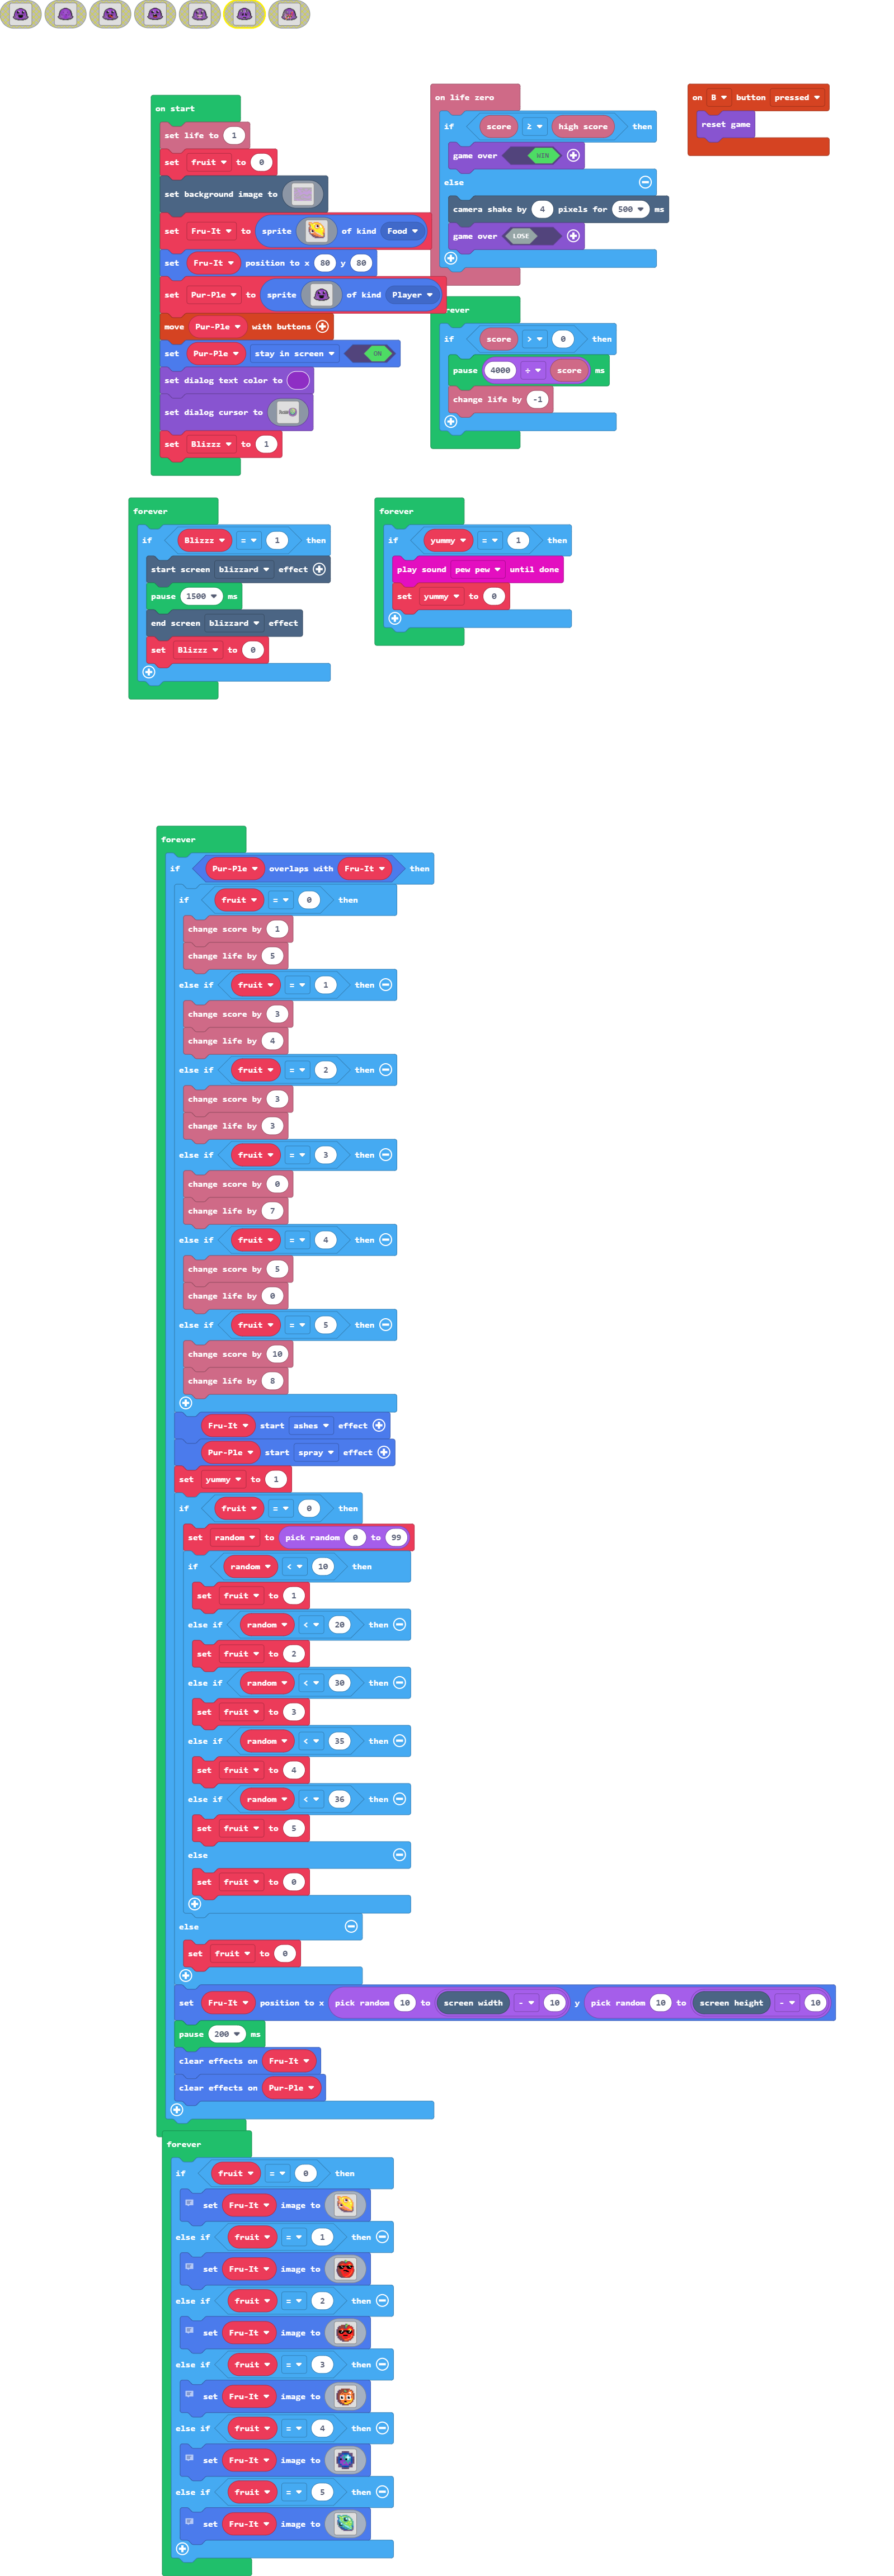 on start
set life to 1
set fruit to 0
set background image to
set Fru-It to sprite of kind Food
set Fru-It position to x 80 y 80
set Pur-Ple to sprite of kind Player
move Pur-Ple with buttons
set Pur-Ple stay in screen ON
set dialog text color to
set dialog cursor to
set Blizzz to 1
on life zero
if score ≥ high score then
game over WIN
else
camera shake by 4 pixels for 500 ms
game over LOSE
on B button pressed
reset game
rever
if score > 0 then
pause 4000 ÷ score ms
change life by -1
forever
if Blizzz = 1 then
start screen blizzard effect
pause 1500 ms
end screen blizzard effect
set Blizzz to 0
forever
if yummy = 1 then
play sound pew pew until done
set yummy to 0
forever
if Pur-Ple overlaps with Fru-It then
if fruit = 0 then
change score by 1
change life by 5
else if fruit = 1 then
change score by 3
change life by 4
else if fruit = 2 then
change score by 3
change life by 3
else if fruit = 3 then
change score by 0
change life by 7
else if fruit = 4 then
change score by 5
change life by 0
else if fruit = 5 then
change score by 10
change life by 8
Fru-It start ashes effect
Pur-Ple start spray effect
set yummy to 1
if fruit = 0 then
set random to pick random 0 to 99
if random < 10 then
set fruit to 1
else if random < 20 then
set fruit to 2
else if random < 30 then
set fruit to 3
else if random < 35 then
set fruit to 4
else if random < 36 then
set fruit to 5
else
set fruit to 0
else
set fruit to 0
set Fru-It position to x pick random 10 to screen width - 10 y pick random 10 to screen height - 10
pause 200 ms
clear effects on Fru-It
clear effects on Pur-Ple
forever
if fruit = 0 then
set Fru-It image to
else if fruit = 1 then
set Fru-It image to
else if fruit = 2 then
set Fru-It image to
else if fruit = 3 then
set Fru-It image to
else if fruit = 4 then
set Fru-It image to
else if fruit = 5 then
set Fru-It image to